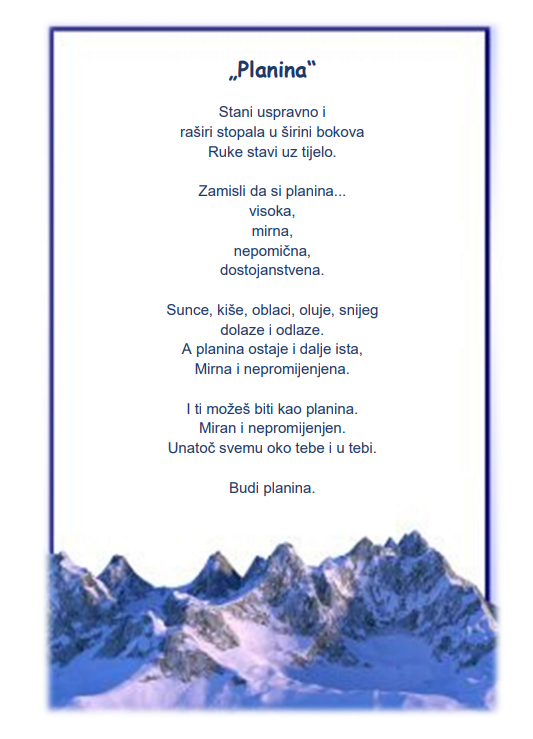 „Planina“
Stani uspravno i
raširi stopala u širini bokova
Ruke stavi uz tijelo.
Zamisli da si planina...
visoka,
mirna,
nepomična,
dostojanstvena.
Sunce, kiše, oblaci, oluje, snijeg
dolaze i odlaze.
A planina ostaje i dalje ista,
Mirna i nepromijenjena.
I ti možeš biti kao planina.
Miran i nepromijenjen.
Unatoč svemu oko tebe i u tebi.
Budi planina.